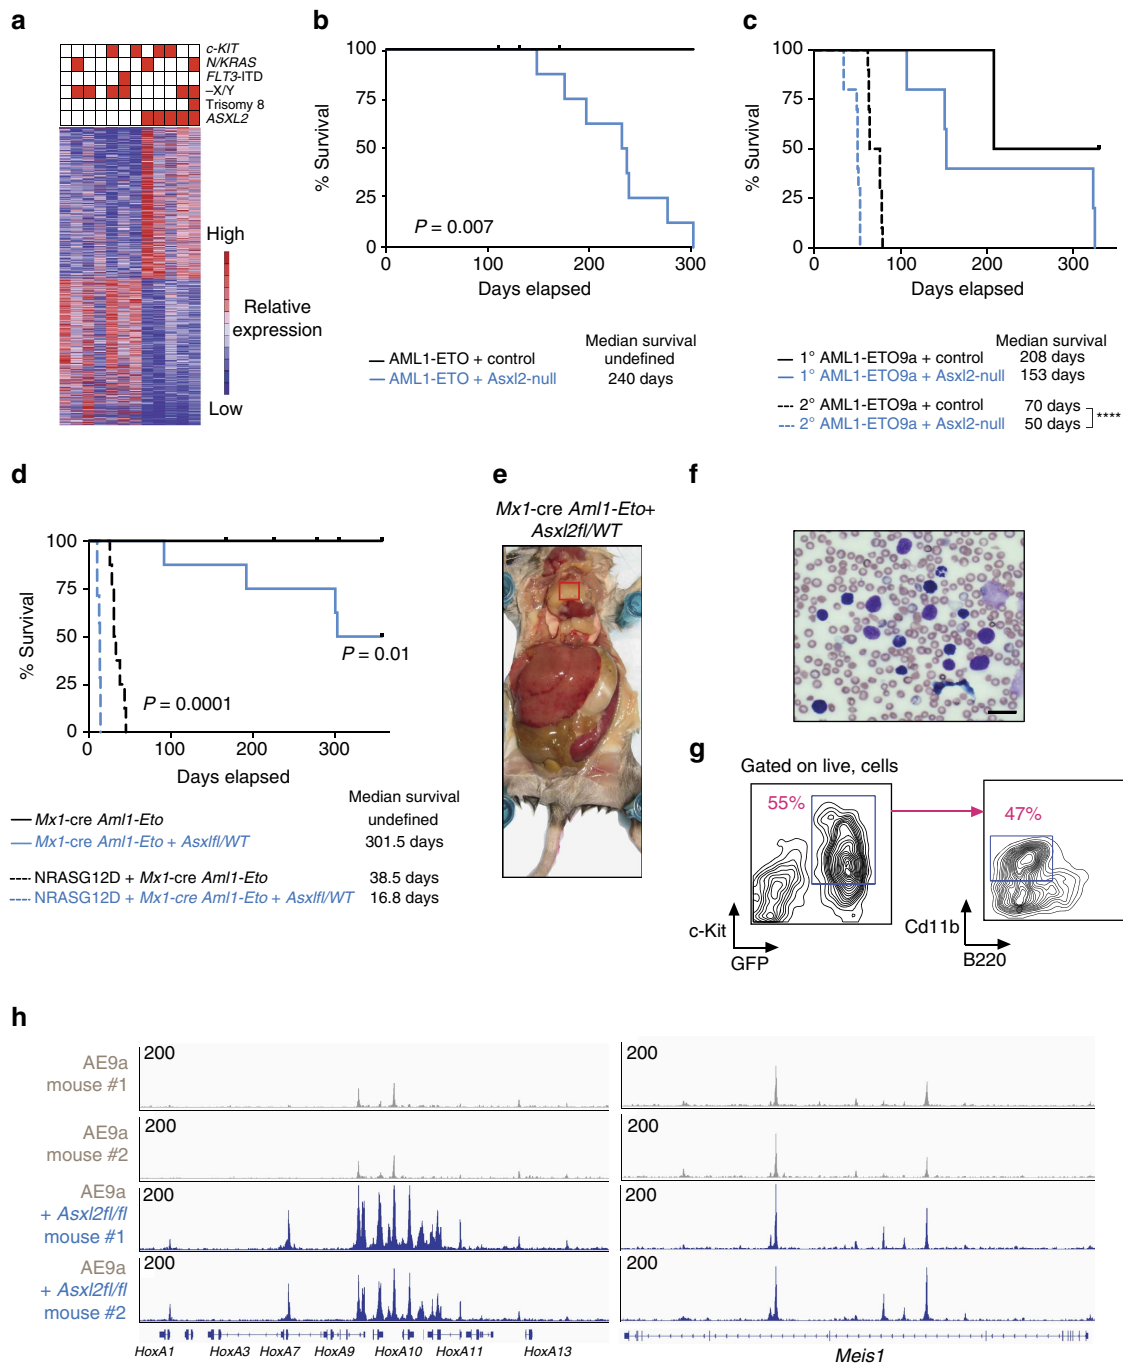 a
c-KIT
N/KRAS
FLT3-ITD
–X/Y
Trisomy 8
ASXL2
High
Relative
expression
Low
b
100
75
50
25
0
% Survival
P = 0.007
0 100 200 300
Days elapsed
Median survival
AML1-ETO + control undefined
AML1-ETO + Asxl2-null 240 days
c
100
75
50
25
0
% Survival
0 100 200 300
Days elapsed
Median survival
1° AML1-ETO9a + control 208 days
1° AML1-ETO9a + Asxl2-null 153 days
2° AML1-ETO9a + control 70 days
2° AML1-ETO9a + Asxl2-null 50 days
****
d
100
75
50
25
0
% Survival
P = 0.01
P = 0.0001
0 100 200 300
Days elapsed
Median survival
Mx1-cre Aml1-Eto undefined
Mx1-cre Aml1-Eto + Asxlfl/WT 301.5 days
NRASG12D + Mx1-cre Aml1-Eto 38.5 days
NRASG12D + Mx1-cre Aml1-Eto + Asxlfl/WT 16.8 days
e
Mx1-cre Aml1-Eto+
Asxl2fl/WT
f
g
Gated on live, cells
55%
47%
c-Kit
GFP
Cd11b
B220
h
AE9a
mouse #1
200
200
AE9a
mouse #2
200
200
AE9a
+ Asxl2fl/fl
mouse #1
200
200
AE9a
+ Asxl2fl/fl
mouse #2
200
200
HoxA1 HoxA3 HoxA7 HoxA9 HoxA10 HoxA11 HoxA13
Meis1